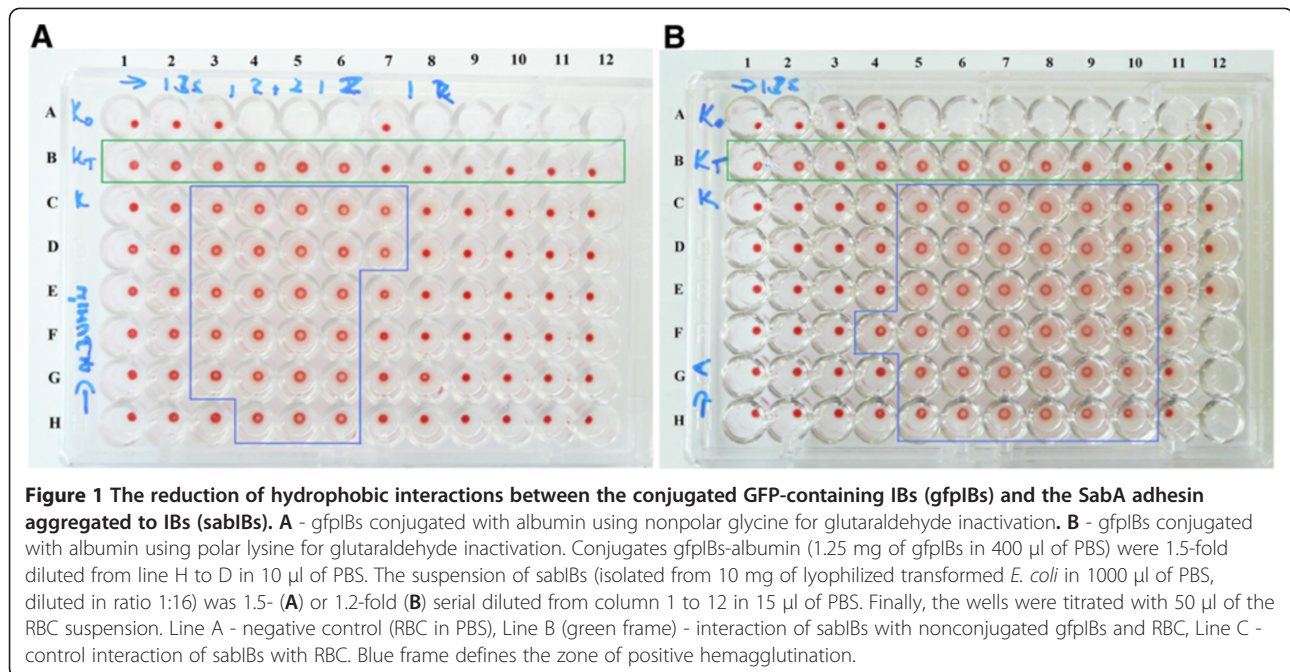 A
B
1 2 3 4 5 6 7 8 9 10 11 12
1 2 3 4 5 6 7 8 9 10 11 12
→ IBs
→ IBs
A K₀
B KT
C K
D
E
F
G
H
→ ALBUMIN
A K₀
B KT
C K
D
E
F
G A
H
Figure 1 The reduction of hydrophobic interactions between the conjugated GFP-containing IBs (gfpIBs) and the SabA adhesin
aggregated to IBs (sabIBs). A - gfpIBs conjugated with albumin using nonpolar glycine for glutaraldehyde inactivation. B - gfpIBs conjugated
with albumin using polar lysine for glutaraldehyde inactivation. Conjugates gfpIBs-albumin (1.25 mg of gfpIBs in 400 μl of PBS) were 1.5-fold
diluted from line H to D in 10 μl of PBS. The suspension of sabIBs (isolated from 10 mg of lyophilized transformed E. coli in 1000 μl of PBS,
diluted in ratio 1:16) was 1.5- (A) or 1.2-fold (B) serial diluted from column 1 to 12 in 15 μl of PBS. Finally, the wells were titrated with 50 μl of the
RBC suspension. Line A - negative control (RBC in PBS), Line B (green frame) - interaction of sabIBs with nonconjugated gfpIBs and RBC, Line C -
control interaction of sabIBs with RBC. Blue frame defines the zone of positive hemagglutination.